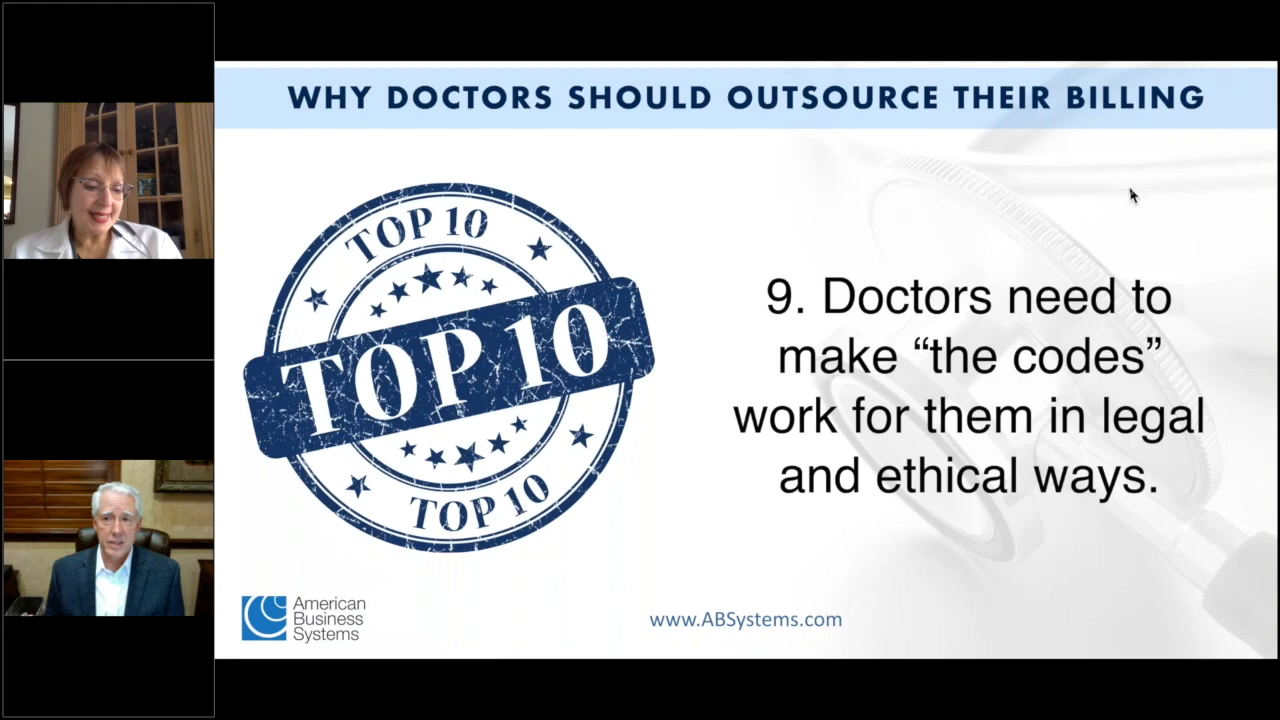 WHY DOCTORS SHOULD OUTSOURCE THEIR BILLING
TOP 10
TOP 10
TOP 10
9. Doctors need to
make “the codes”
work for them in legal
and ethical ways.
American
Business
Systems
www.ABSystems.com